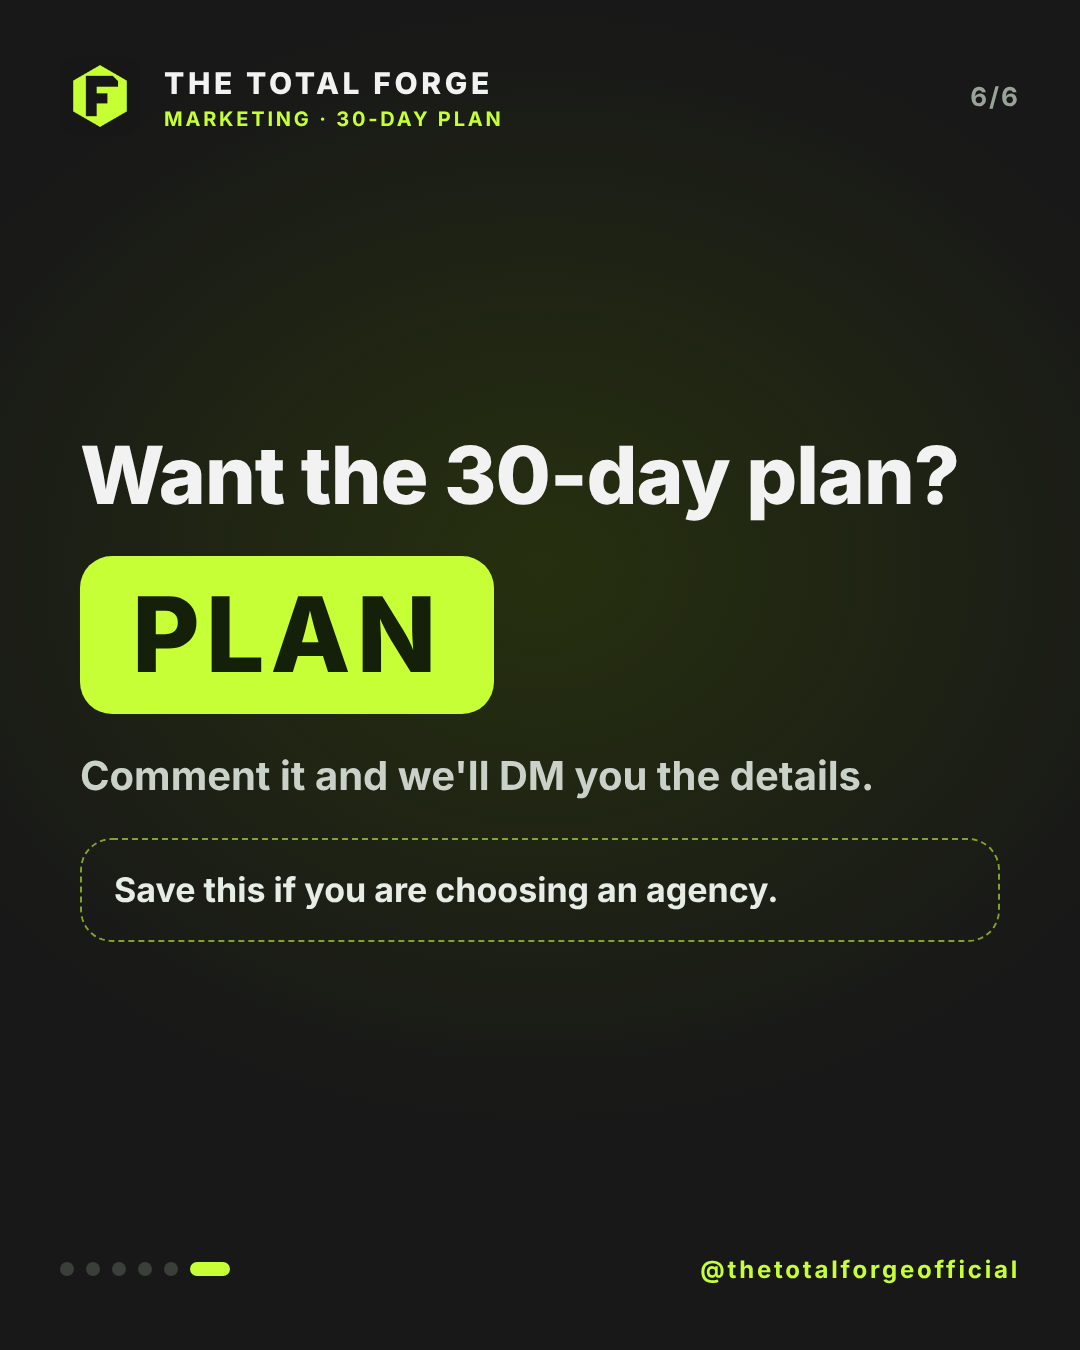 THE TOTAL FORGE
MARKETING · 30-DAY PLAN
6/6
Want the 30-day plan?
PLAN
Comment it and we'll DM you the details.
Save this if you are choosing an agency.
@thetotalforgeofficial